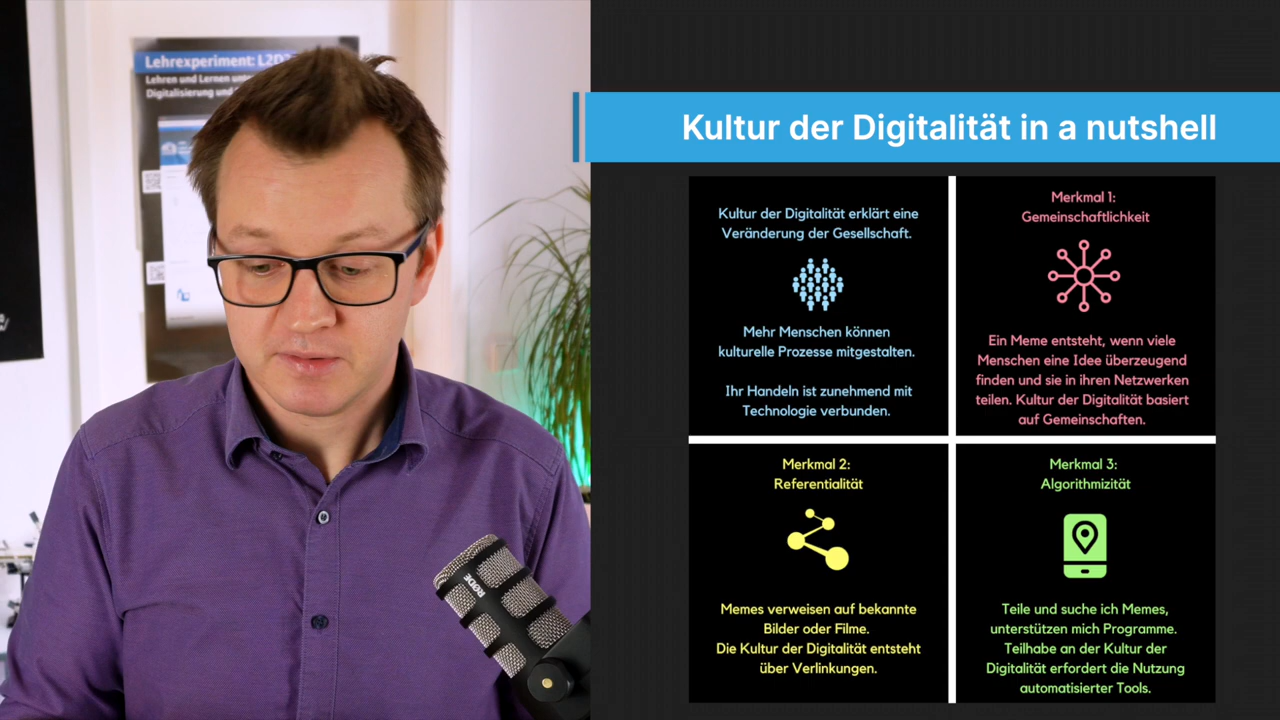 Lehrexperiment:
Lehren und Lernen
Digitalisierung und
RØDE
Kultur der Digitalität in a nutshell
Kultur der Digitalität erklärt eine
Veränderung der Gesellschaft.
Mehr Menschen können
kulturelle Prozesse mitgestalten.
Ihr Handeln ist zunehmend mit
Technologie verbunden.
Merkmal 1:
Gemeinschaftlichkeit
Ein Meme entsteht, wenn viele
Menschen eine Idee überzeugend
finden und sie in ihren Netzwerken
teilen. Kultur der Digitalität basiert
auf Gemeinschaften.
Merkmal 2:
Referentialität
Memes verweisen auf bekannte
Bilder oder Filme.
Die Kultur der Digitalität entsteht
über Verlinkungen.
Merkmal 3:
Algorithmizität
Teile und suche ich Memes,
unterstützen mich Programme.
Teilhabe an der Kultur der
Digitalität erfordert die Nutzung
automatisierter Tools.